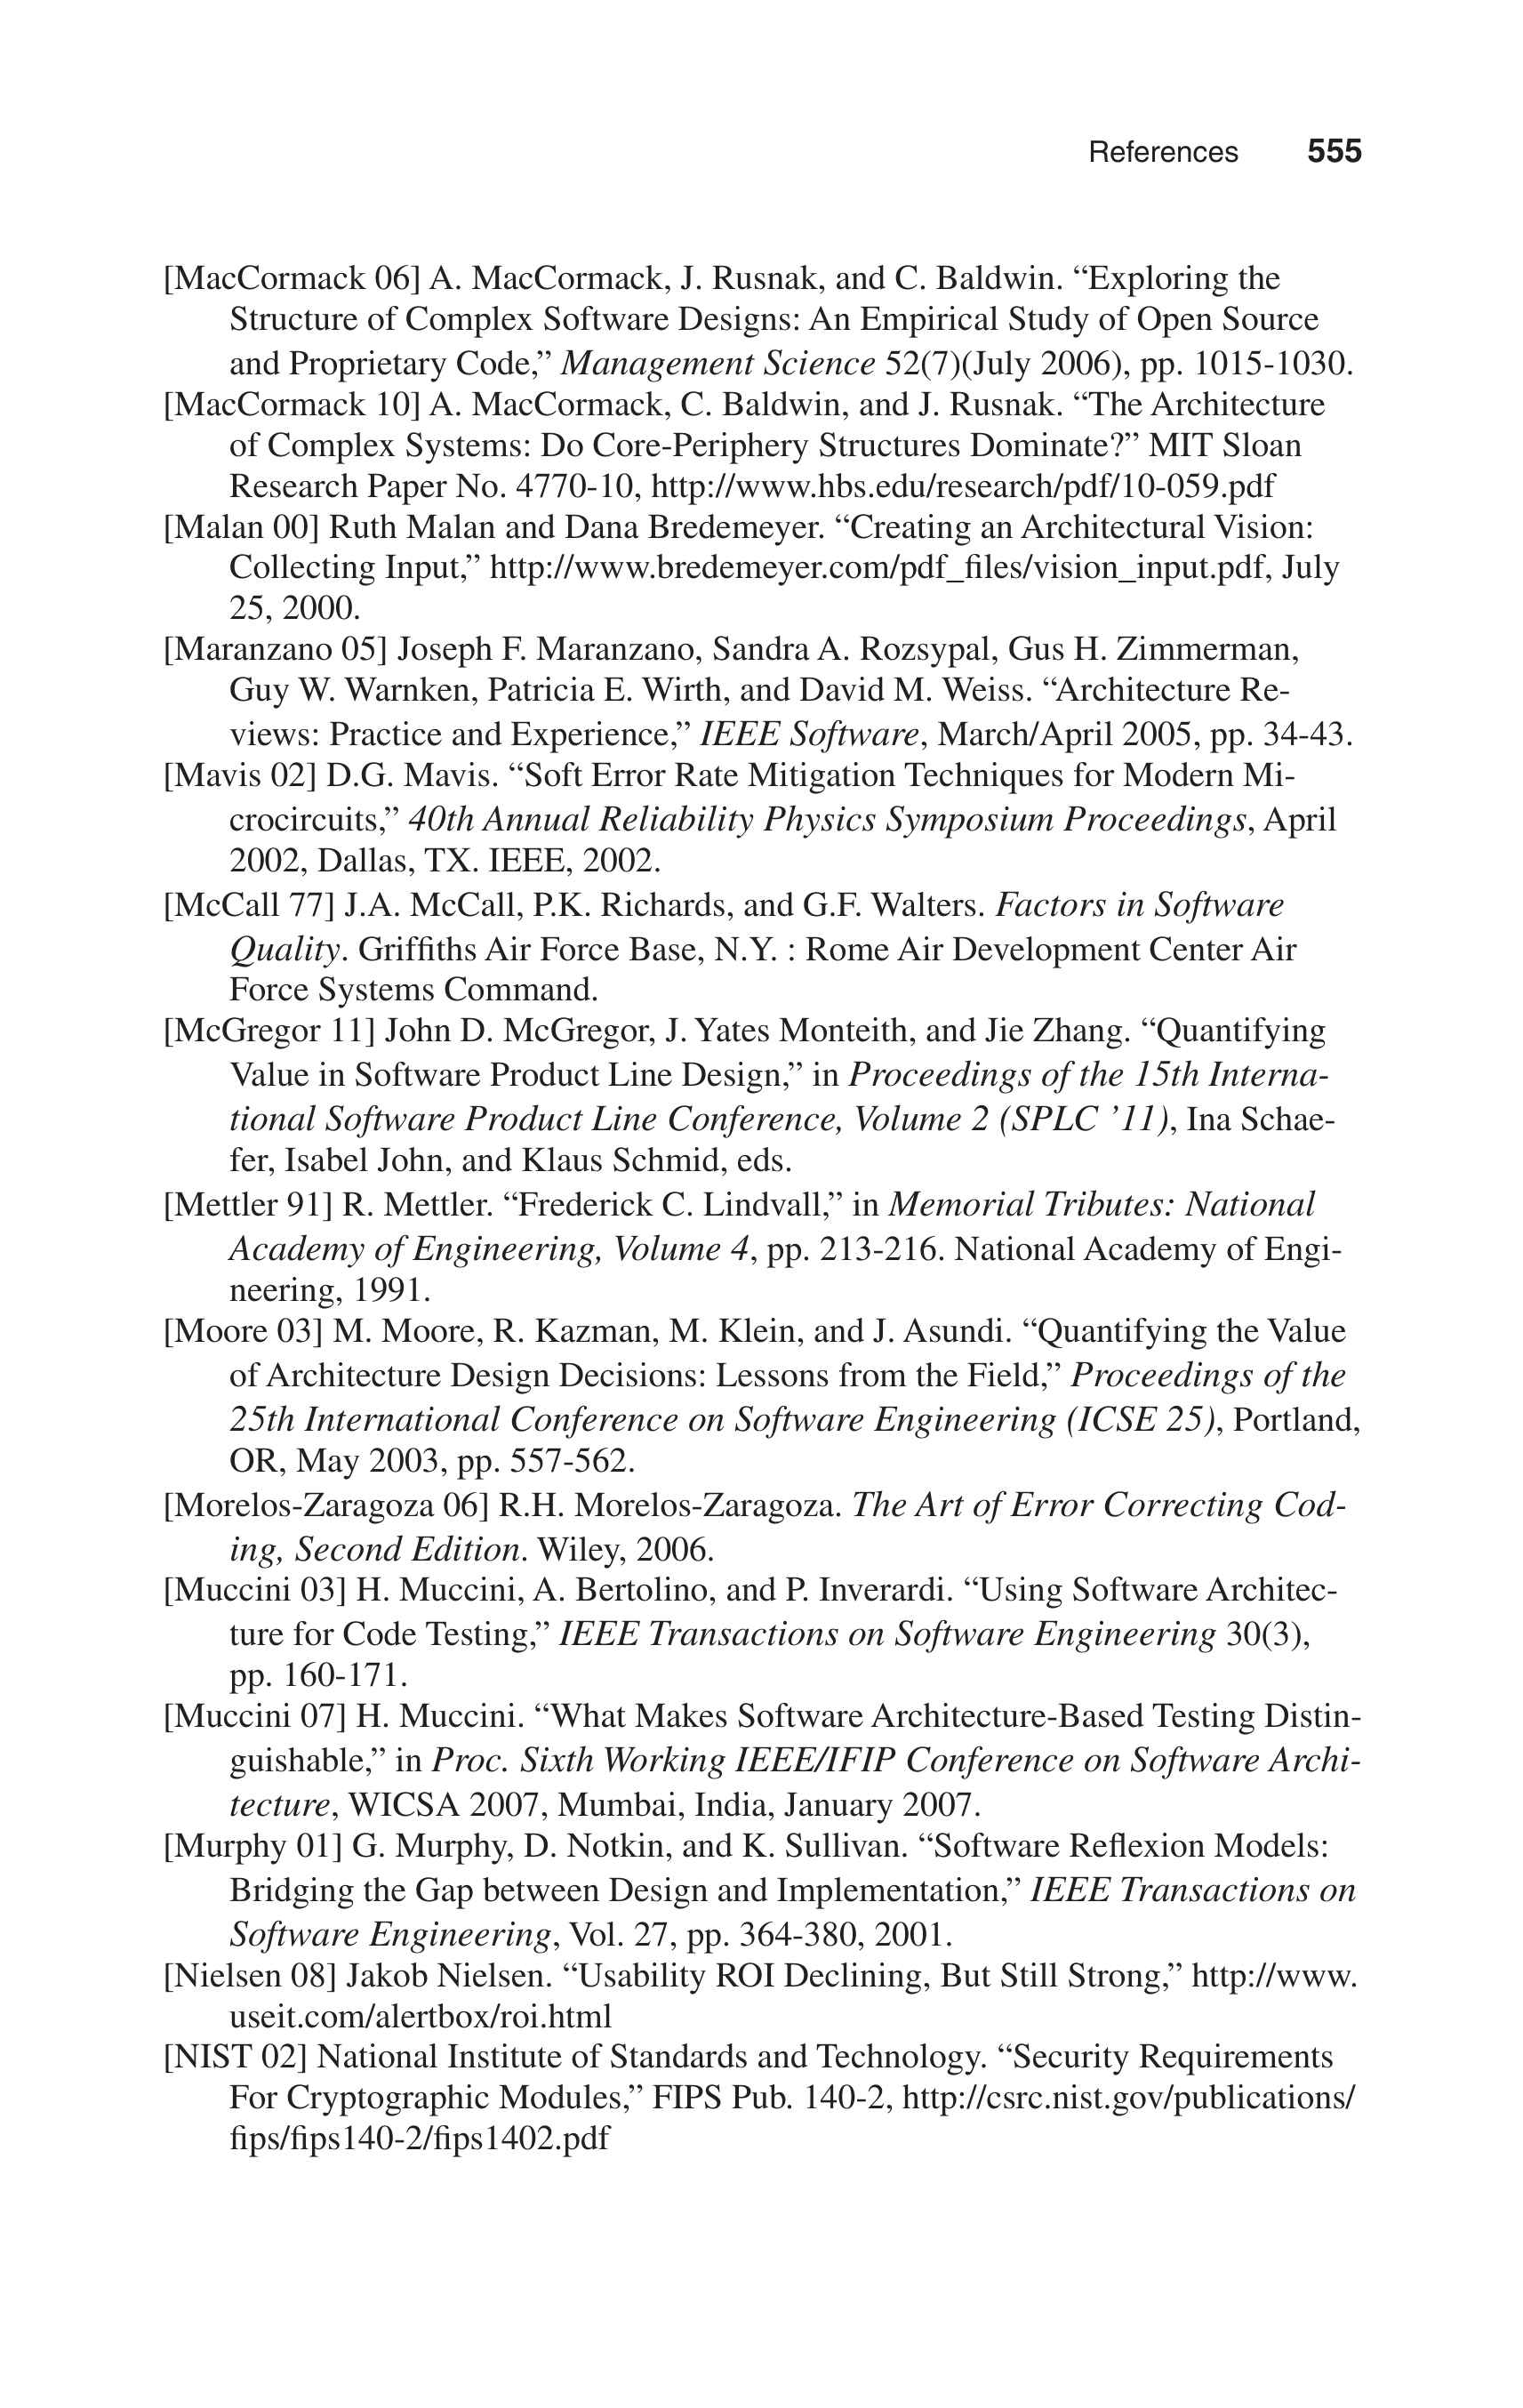 References 555
[MacCormack 06] A. MacCormack, J. Rusnak, and C. Baldwin. “Exploring the
Structure of Complex Software Designs: An Empirical Study of Open Source
and Proprietary Code,” Management Science 52(7)(July 2006), pp. 1015-1030.
[MacCormack 10] A. MacCormack, C. Baldwin, and J. Rusnak. “The Architecture
of Complex Systems: Do Core-Periphery Structures Dominate?” MIT Sloan
Research Paper No. 4770-10, http://www.hbs.edu/research/pdf/10-059.pdf
[Malan 00] Ruth Malan and Dana Bredemeyer. “Creating an Architectural Vision:
Collecting Input,” http://www.bredemeyer.com/pdf_files/vision_input.pdf, July
25, 2000.
[Maranzano 05] Joseph F. Maranzano, Sandra A. Rozsypal, Gus H. Zimmerman,
Guy W. Warnken, Patricia E. Wirth, and David M. Weiss. “Architecture Re-
views: Practice and Experience,” IEEE Software, March/April 2005, pp. 34-43.
[Mavis 02] D.G. Mavis. “Soft Error Rate Mitigation Techniques for Modern Mi-
crocircuits,” 40th Annual Reliability Physics Symposium Proceedings, April
2002, Dallas, TX. IEEE, 2002.
[McCall 77] J.A. McCall, P.K. Richards, and G.F. Walters. Factors in Software
Quality. Griffiths Air Force Base, N.Y. : Rome Air Development Center Air
Force Systems Command.
[McGregor 11] John D. McGregor, J. Yates Monteith, and Jie Zhang. “Quantifying
Value in Software Product Line Design,” in Proceedings of the 15th Interna-
tional Software Product Line Conference, Volume 2 (SPLC ’11), Ina Schae-
fer, Isabel John, and Klaus Schmid, eds.
[Mettler 91] R. Mettler. “Frederick C. Lindvall,” in Memorial Tributes: National
Academy of Engineering, Volume 4, pp. 213-216. National Academy of Engi-
neering, 1991.
[Moore 03] M. Moore, R. Kazman, M. Klein, and J. Asundi. “Quantifying the Value
of Architecture Design Decisions: Lessons from the Field,” Proceedings of the
25th International Conference on Software Engineering (ICSE 25), Portland,
OR, May 2003, pp. 557-562.
[Morelos-Zaragoza 06] R.H. Morelos-Zaragoza. The Art of Error Correcting Cod-
ing, Second Edition. Wiley, 2006.
[Muccini 03] H. Muccini, A. Bertolino, and P. Inverardi. “Using Software Architec-
ture for Code Testing,” IEEE Transactions on Software Engineering 30(3),
pp. 160-171.
[Muccini 07] H. Muccini. “What Makes Software Architecture-Based Testing Distin-
guishable,” in Proc. Sixth Working IEEE/IFIP Conference on Software Archi-
tecture, WICSA 2007, Mumbai, India, January 2007.
[Murphy 01] G. Murphy, D. Notkin, and K. Sullivan. “Software Reflexion Models:
Bridging the Gap between Design and Implementation,” IEEE Transactions on
Software Engineering, Vol. 27, pp. 364-380, 2001.
[Nielsen 08] Jakob Nielsen. “Usability ROI Declining, But Still Strong,” http://www.
useit.com/alertbox/roi.html
[NIST 02] National Institute of Standards and Technology. “Security Requirements
For Cryptographic Modules,” FIPS Pub. 140-2, http://csrc.nist.gov/publications/
fips/fips140-2/fips1402.pdf